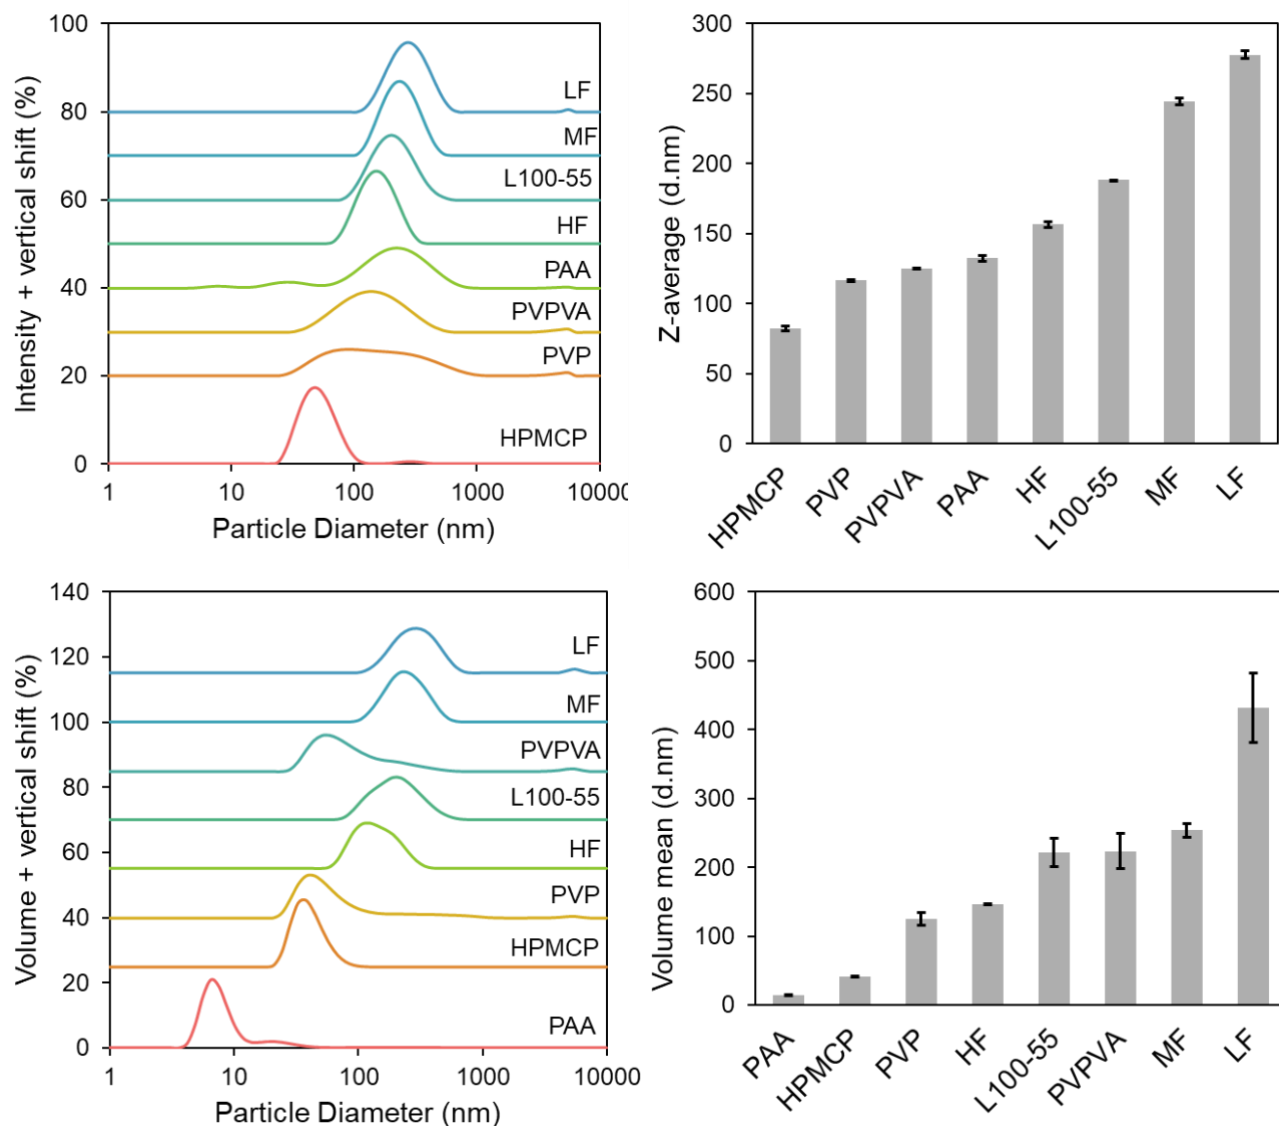 Intensity + vertical shift (%)
100
80
60
40
20
0
LF
MF
L100-55
HF
PAA
PVPVA
PVP
HPMCP
1
10
100
1000
10000
Particle Diameter (nm)
Z-average (d.nm)
300
250
200
150
100
50
0
HPMCP
PVP
PVPVA
PAA
HF
L100-55
MF
LF
Volume + vertical shift (%)
140
120
100
80
60
40
20
0
LF
MF
PVPVA
L100-55
HF
PVP
HPMCP
PAA
1
10
100
1000
10000
Particle Diameter (nm)
Volume mean (d.nm)
600
500
400
300
200
100
0
PAA
HPMCP
PVP
HF
L100-55
PVPVA
MF
LF